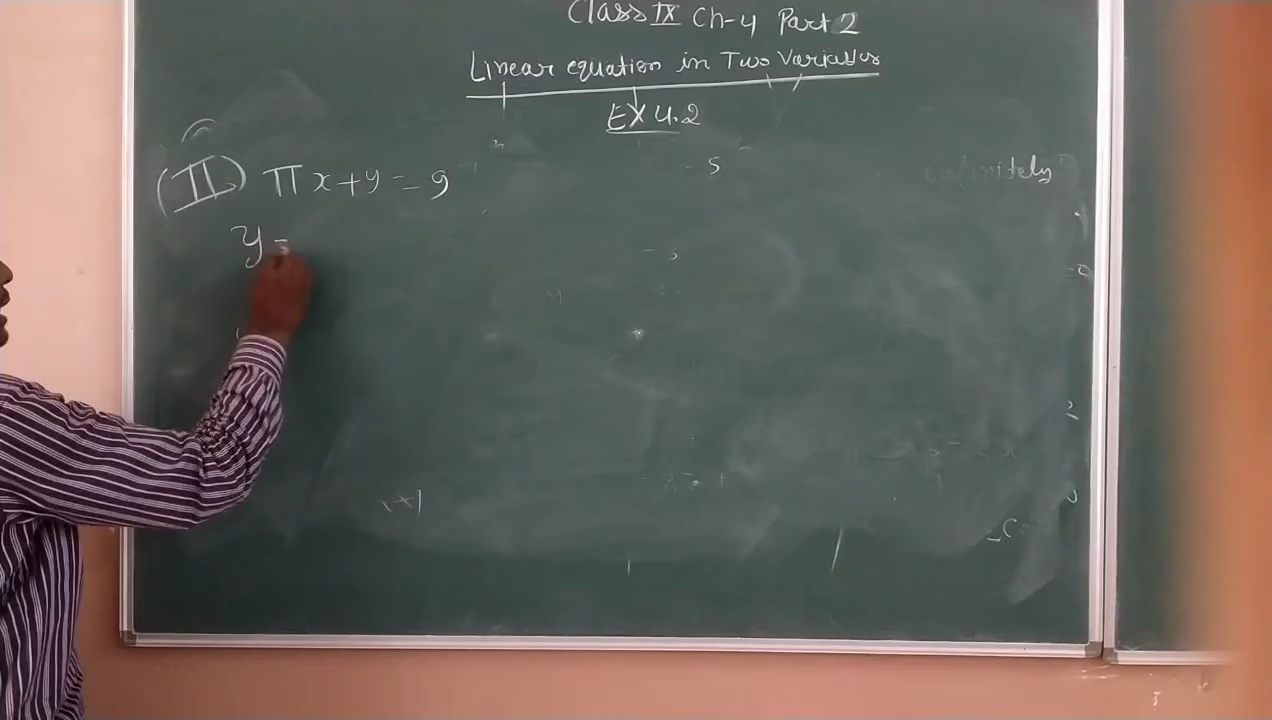 Class IX Ch-4 Part 2
Linear equation in Two Variables
EX 4.2
(II) πx+y=9
y=